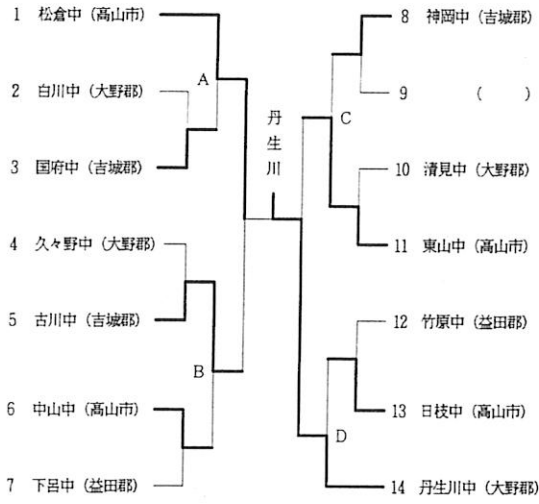 1 松倉中（高山市）
2 白川中（大野郡）
3 国府中（吉城郡）
4 久々野中（大野郡）
5 古川中（吉城郡）
6 中山中（高山市）
7 下呂中（益田郡）
A
B
丹生川
C
D
8 神岡中（吉城郡）
9 （ ）
10 清見中（大野郡）
11 東山中（高山市）
12 竹原中（益田郡）
13 日枝中（高山市）
14 丹生川中（大野郡）